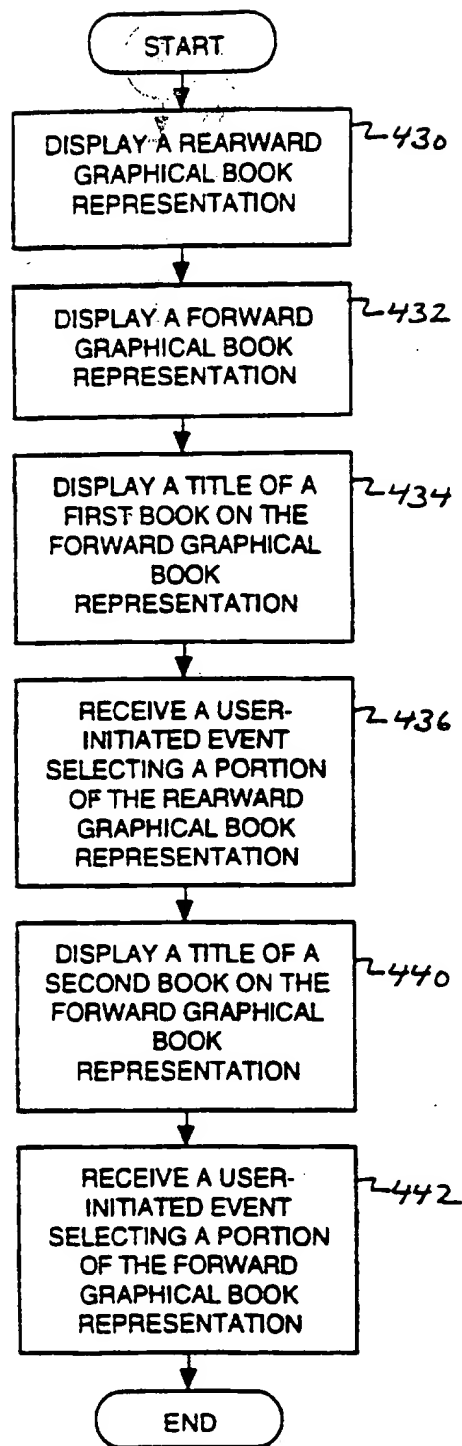 START
DISPLAY A REARWARD
GRAPHICAL BOOK
REPRESENTATION
430
DISPLAY A FORWARD
GRAPHICAL BOOK
REPRESENTATION
432
DISPLAY A TITLE OF A
FIRST BOOK ON THE
FORWARD GRAPHICAL
BOOK
REPRESENTATION
434
RECEIVE A USER-
INITIATED EVENT
SELECTING A PORTION
OF THE REARWARD
GRAPHICAL BOOK
REPRESENTATION
436
DISPLAY A TITLE OF A
SECOND BOOK ON THE
FORWARD GRAPHICAL
BOOK
REPRESENTATION
440
RECEIVE A USER-
INITIATED EVENT
SELECTING A PORTION
OF THE FORWARD
GRAPHICAL BOOK
REPRESENTATION
442
END